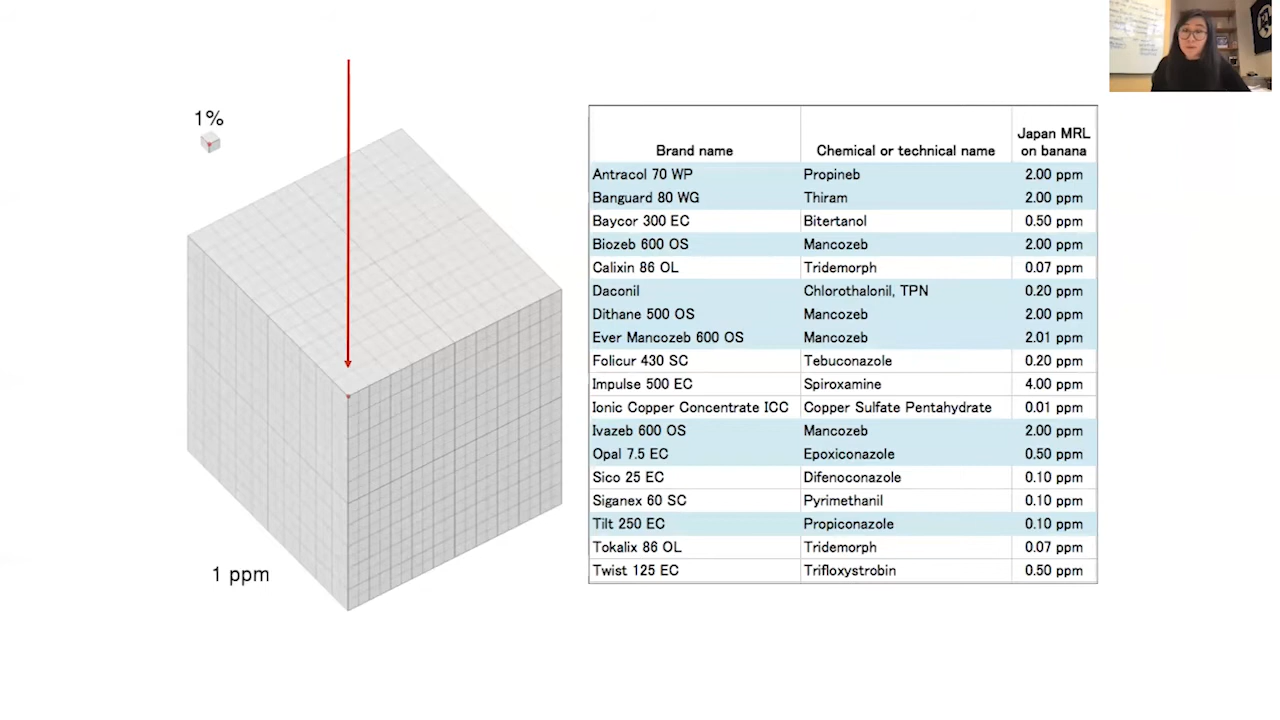 1%
1 ppm
Brand name Chemical or technical name Japan MRL on banana
Antracol 70 WP Propineb 2.00 ppm
Banguard 80 WG Thiram 2.00 ppm
Baycor 300 EC Bitertanol 0.50 ppm
Biozeb 600 OS Mancozeb 2.00 ppm
Calixin 86 OL Tridemorph 0.07 ppm
Daconil Chlorothalonil, TPN 0.20 ppm
Dithane 500 OS Mancozeb 2.00 ppm
Ever Mancozeb 600 OS Mancozeb 2.01 ppm
Folicur 430 SC Tebuconazole 0.20 ppm
Impulse 500 EC Spiroxamine 4.00 ppm
Ionic Copper Concentrate ICC Copper Sulfate Pentahydrate 0.01 ppm
Ivazeb 600 OS Mancozeb 2.00 ppm
Opal 7.5 EC Epoxiconazole 0.50 ppm
Sico 25 EC Difenoconazole 0.10 ppm
Siganex 60 SC Pyrimethanil 0.10 ppm
Tilt 250 EC Propiconazole 0.10 ppm
Tokalix 86 OL Tridemorph 0.07 ppm
Twist 125 EC Trifloxystrobin 0.50 ppm